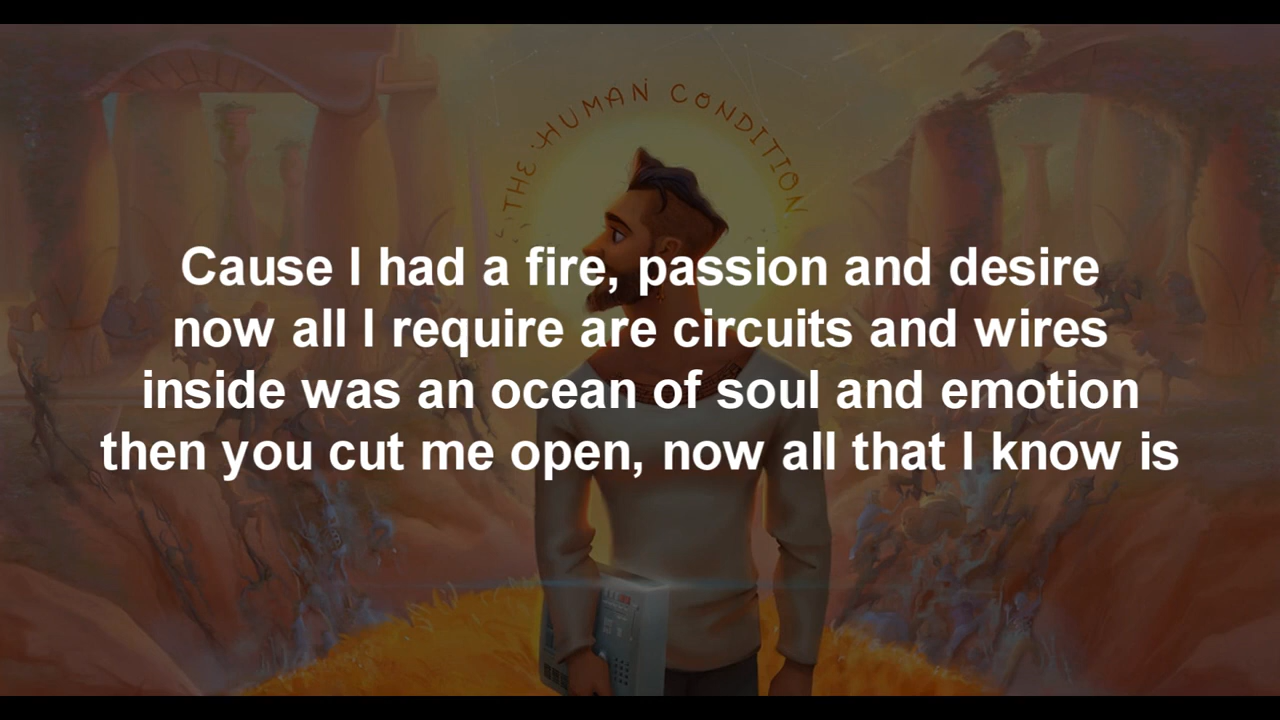 THE HUMAN CONDITION
Cause I had a fire, passion and desire
now all I require are circuits and wires
inside was an ocean of soul and emotion
then you cut me open, now all that I know is